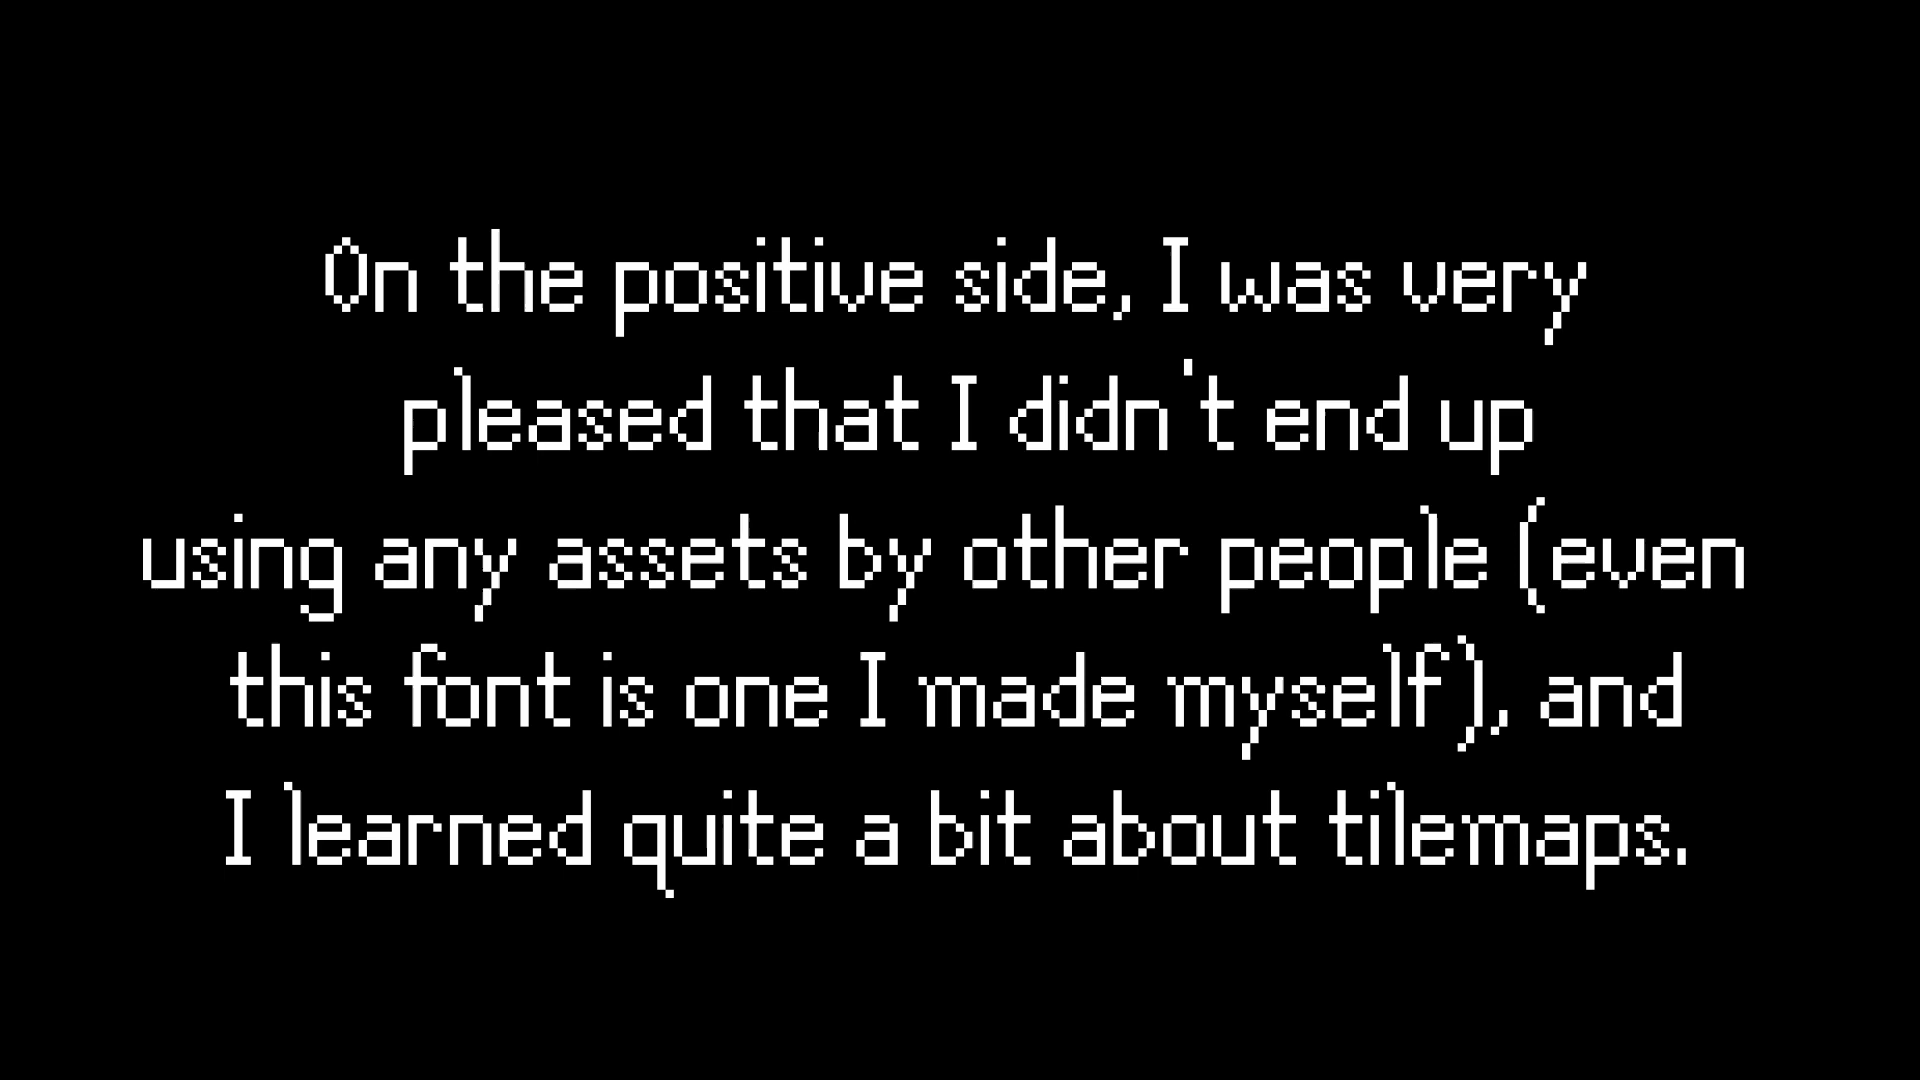 On the positive side, I was very
pleased that I didn't end up
using any assets by other people (even
this font is one I made myself), and
I learned quite a bit about tilemaps.